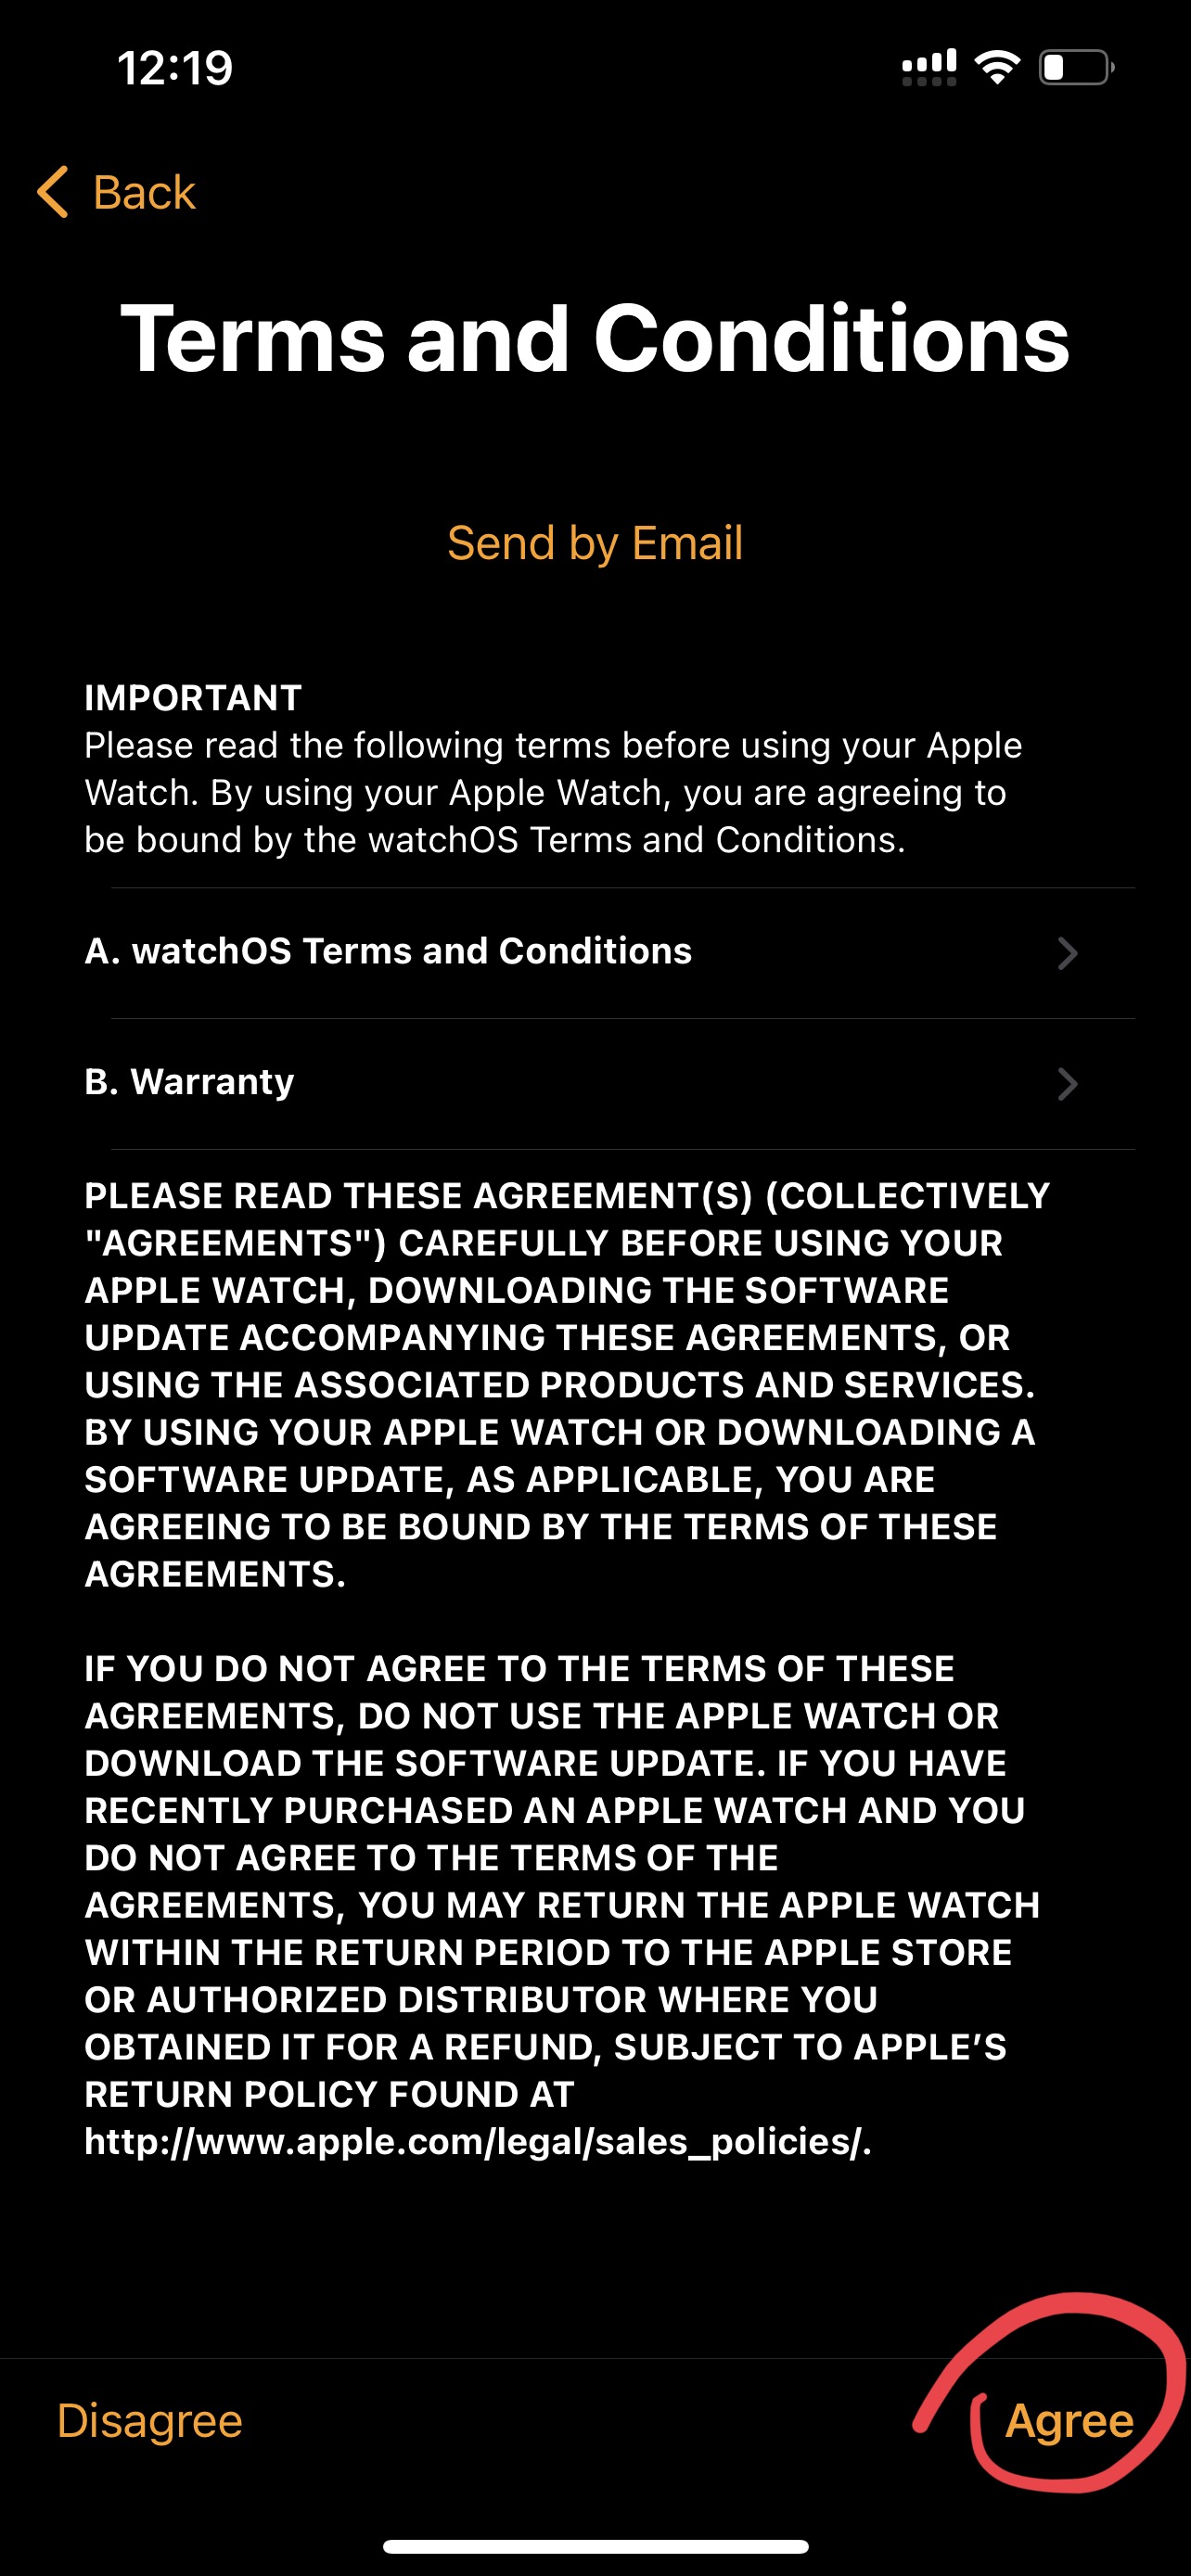 12:19
Back
Terms and Conditions
Send by Email
IMPORTANT
Please read the following terms before using your Apple
Watch. By using your Apple Watch, you are agreeing to
be bound by the watchOS Terms and Conditions.
A. watchOS Terms and Conditions
B. Warranty
PLEASE READ THESE AGREEMENT(S) (COLLECTIVELY
"AGREEMENTS") CAREFULLY BEFORE USING YOUR
APPLE WATCH, DOWNLOADING THE SOFTWARE
UPDATE ACCOMPANYING THESE AGREEMENTS, OR
USING THE ASSOCIATED PRODUCTS AND SERVICES.
BY USING YOUR APPLE WATCH OR DOWNLOADING A
SOFTWARE UPDATE, AS APPLICABLE, YOU ARE
AGREEING TO BE BOUND BY THE TERMS OF THESE
AGREEMENTS.
IF YOU DO NOT AGREE TO THE TERMS OF THESE
AGREEMENTS, DO NOT USE THE APPLE WATCH OR
DOWNLOAD THE SOFTWARE UPDATE. IF YOU HAVE
RECENTLY PURCHASED AN APPLE WATCH AND YOU
DO NOT AGREE TO THE TERMS OF THE
AGREEMENTS, YOU MAY RETURN THE APPLE WATCH
WITHIN THE RETURN PERIOD TO THE APPLE STORE
OR AUTHORIZED DISTRIBUTOR WHERE YOU
OBTAINED IT FOR A REFUND, SUBJECT TO APPLE’S
RETURN POLICY FOUND AT
http://www.apple.com/legal/sales_policies/.
Disagree
Agree